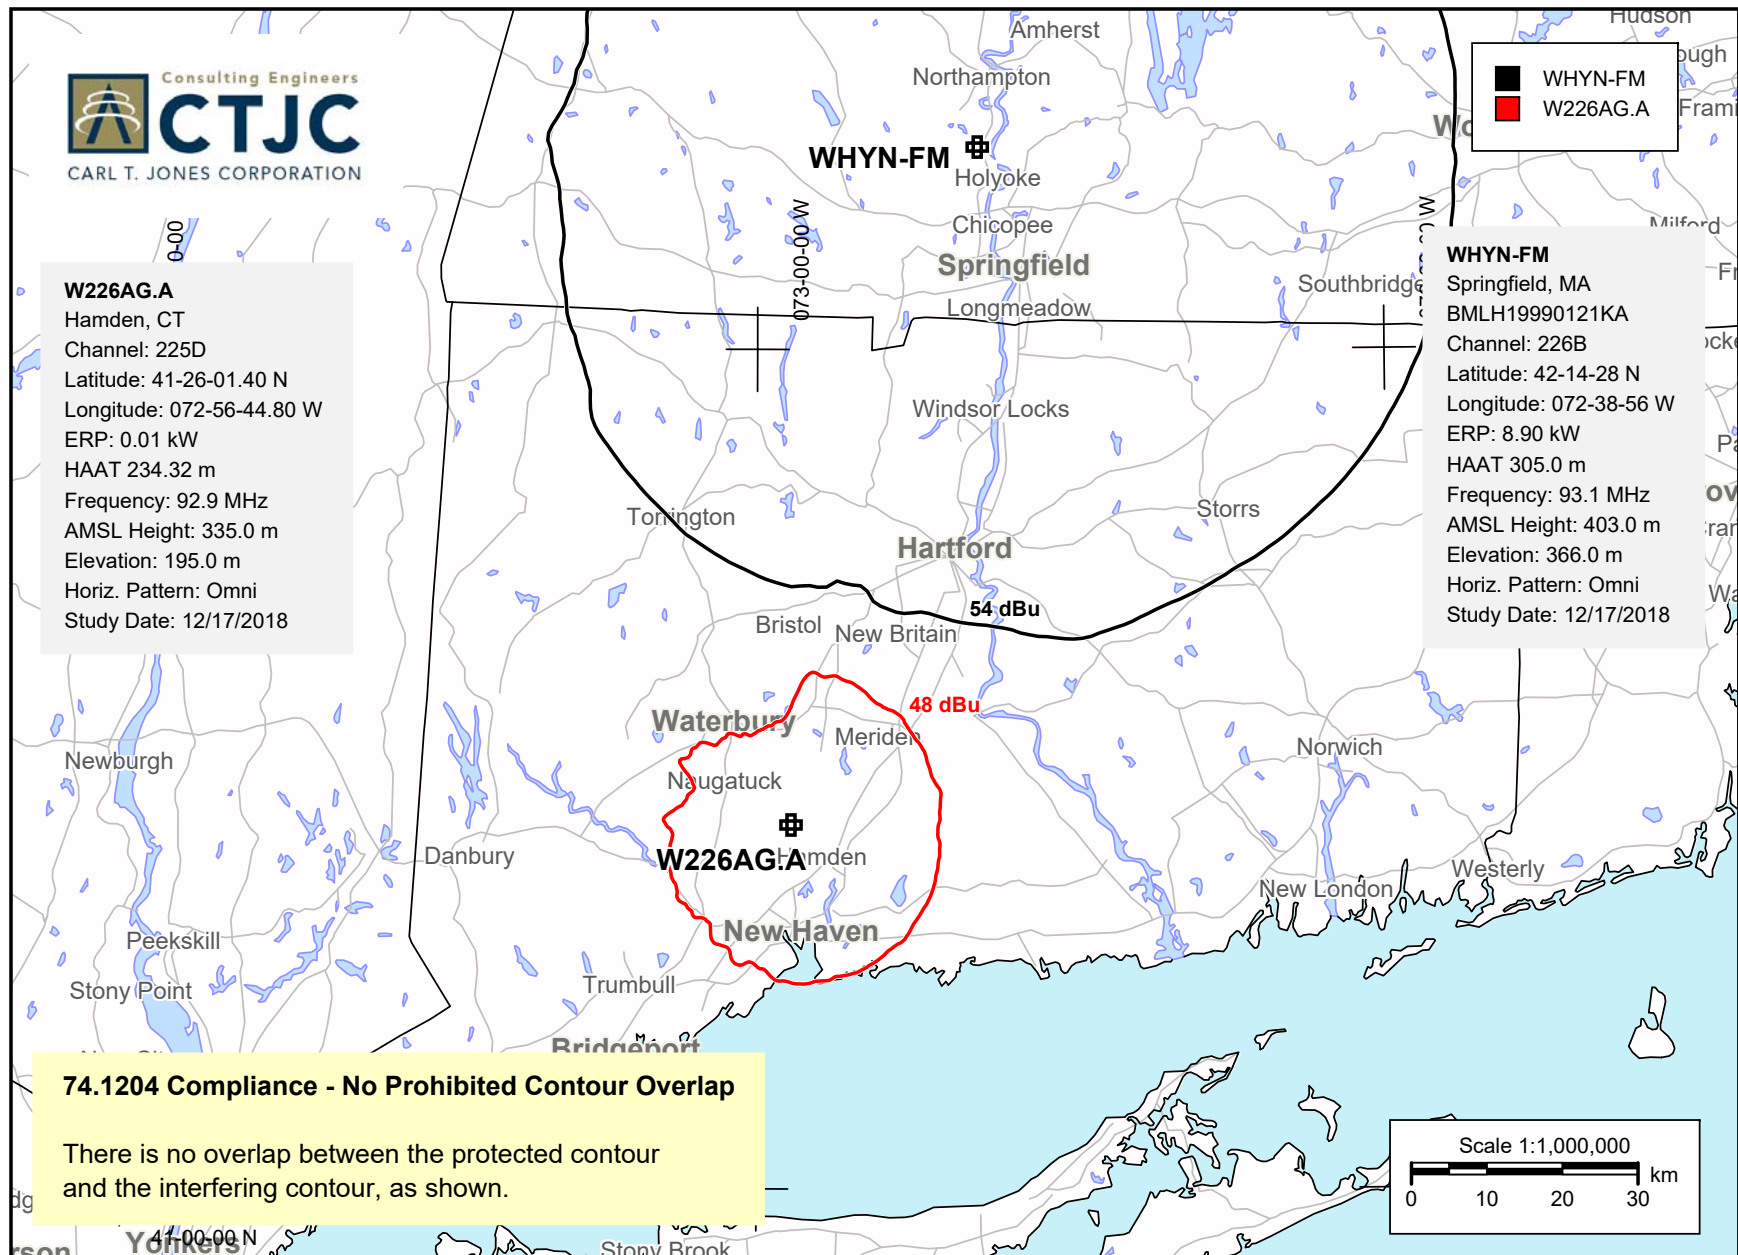 Consulting Engineers
CTJC
CARL T. JONES CORPORATION
WHYN-FM
W226AG.A
Hudson
Amherst
Northampton
WHYN-FM
Holyoke
Chicopee
Springfield
Longmeadow
Southbridge
Milford
073-00-00 W
W226AG.A
Hamden, CT
Channel: 225D
Latitude: 41-26-01.40 N
Longitude: 072-56-44.80 W
ERP: 0.01 kW
HAAT 234.32 m
Frequency: 92.9 MHz
AMSL Height: 335.0 m
Elevation: 195.0 m
Horiz. Pattern: Omni
Study Date: 12/17/2018
WHYN-FM
Springfield, MA
BMLH19990121KA
Channel: 226B
Latitude: 42-14-28 N
Longitude: 072-38-56 W
ERP: 8.90 kW
HAAT 305.0 m
Frequency: 93.1 MHz
AMSL Height: 403.0 m
Elevation: 366.0 m
Horiz. Pattern: Omni
Study Date: 12/17/2018
Windsor Locks
Torrington
Storrs
Hartford
54 dBu
Bristol
New Britain
48 dBu
Waterbury
Meriden
Norwich
Newburgh
Naugatuck
W226AG.A
Hamden
Danbury
Westerly
New London
New Haven
Peekskill
Trumbull
Stony Point
Bridgeport
74.1204 Compliance - No Prohibited Contour Overlap
There is no overlap between the protected contour
and the interfering contour, as shown.
Scale 1:1,000,000
km
0 10 20 30
41-00-00 N
Yonkers
Stony Brook